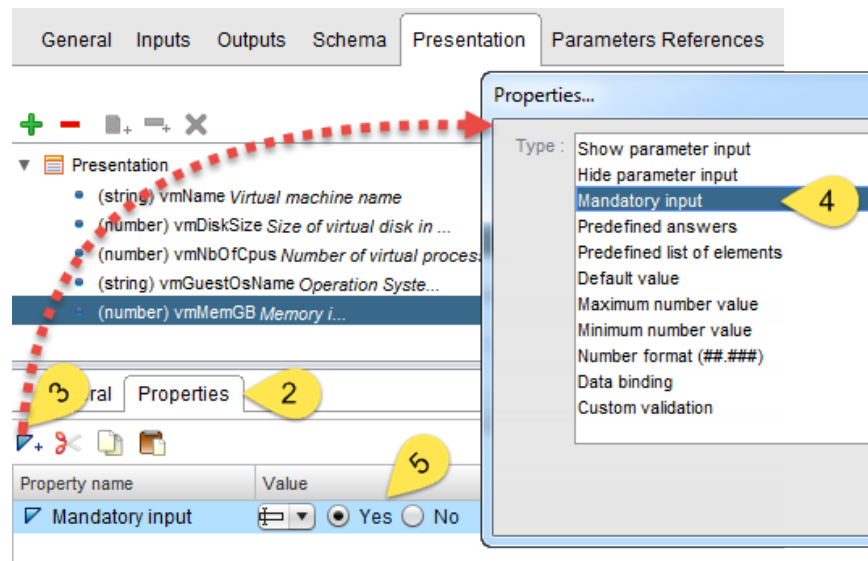 General Inputs Outputs Schema Presentation Parameters References
Properties...
Type :
Show parameter input
Hide parameter input
Mandatory input
4
Predefined answers
Predefined list of elements
Default value
Maximum number value
Minimum number value
Number format (##.###)
Data binding
Custom validation
Presentation
(string) vmName Virtual machine name
(number) vmDiskSize Size of virtual disk in ...
(number) vmNbOfCpus Number of virtual proces
(string) vmGuestOsName Operation Syste...
(number) vmMemGB Memory i...
3
ral Properties
2
5
Property name Value
Mandatory input Yes No